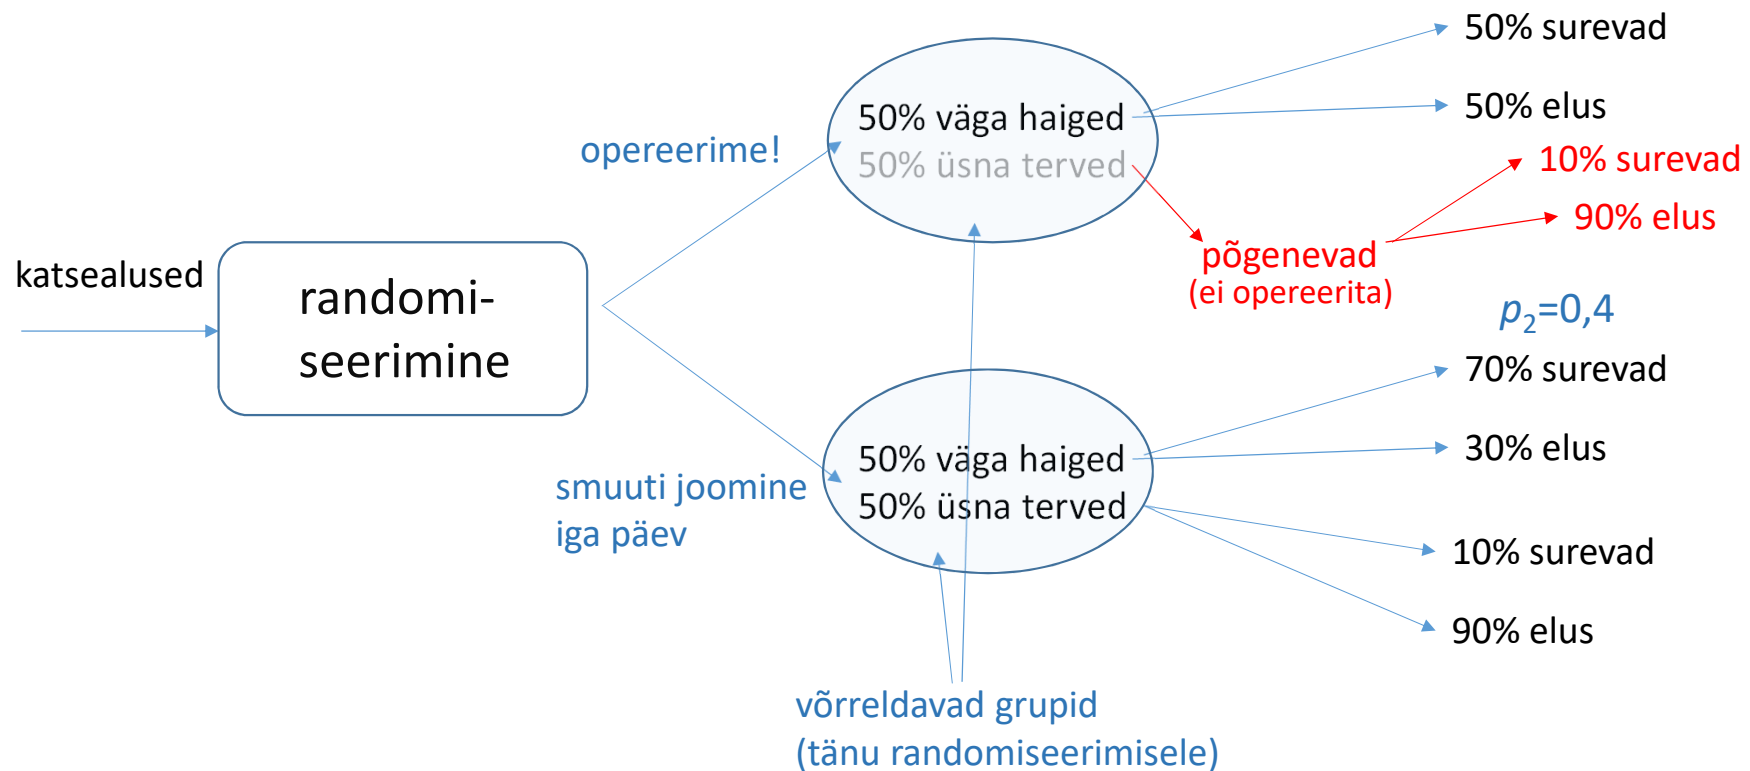 katsealused
randomi-
seerimine
opereerime!
50% väga haiged
50% üsna terved
50% surevad
50% elus
10% surevad
90% elus
põgenevad
(ei opereerita)
p₂=0,4
smuuti joomine
iga päev
50% väga haiged
50% üsna terved
70% surevad
30% elus
10% surevad
90% elus
võrreldavad grupid
(tänu randomiseerimisele)